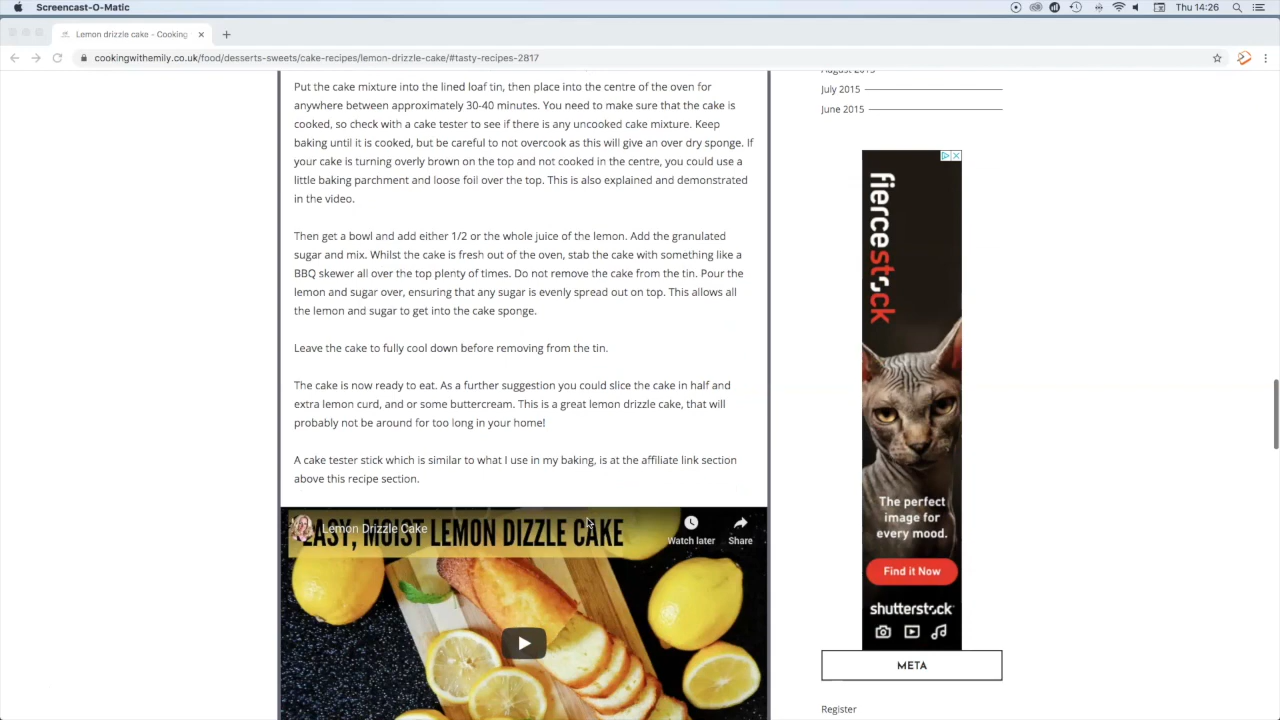 Screencast-O-Matic
Thu 14:26
Lemon drizzle cake - Cooking
cookingwithemily.co.uk/food/desserts-sweets/cake-recipes/lemon-drizzle-cake/#tasty-recipes-2817
Put the cake mixture into the lined loaf tin, then place into the centre of the oven for
anywhere between approximately 30-40 minutes. You need to make sure that the cake is
cooked, so check with a cake tester to see if there is any uncooked cake mixture. Keep
baking until it is cooked, but be careful to not overcook as this will give an over dry sponge. If
your cake is turning overly brown on the top and not cooked in the centre, you could use a
little baking parchment and loose foil over the top. This is also explained and demonstrated
in the video.
Then get a bowl and add either 1/2 or the whole juice of the lemon. Add the granulated
sugar and mix. Whilst the cake is fresh out of the oven, stab the cake with something like a
BBQ skewer all over the top plenty of times. Do not remove the cake from the tin. Pour the
lemon and sugar over, ensuring that any sugar is evenly spread out on top. This allows all
the lemon and sugar to get into the cake sponge.
Leave the cake to fully cool down before removing from the tin.
The cake is now ready to eat. As a further suggestion you could slice the cake in half and
extra lemon curd, and or some buttercream. This is a great lemon drizzle cake, that will
probably not be around for too long in your home!
A cake tester stick which is similar to what I use in my baking, is at the affiliate link section
above this recipe section.
Lemon Drizzle Cake
EASY, MOIST LEMON DIZZLE CAKE
Watch later
Share
August 2015
July 2015
June 2015
fiercestock
The perfect
image for
every mood.
Find it Now
shutterstock
META
Register